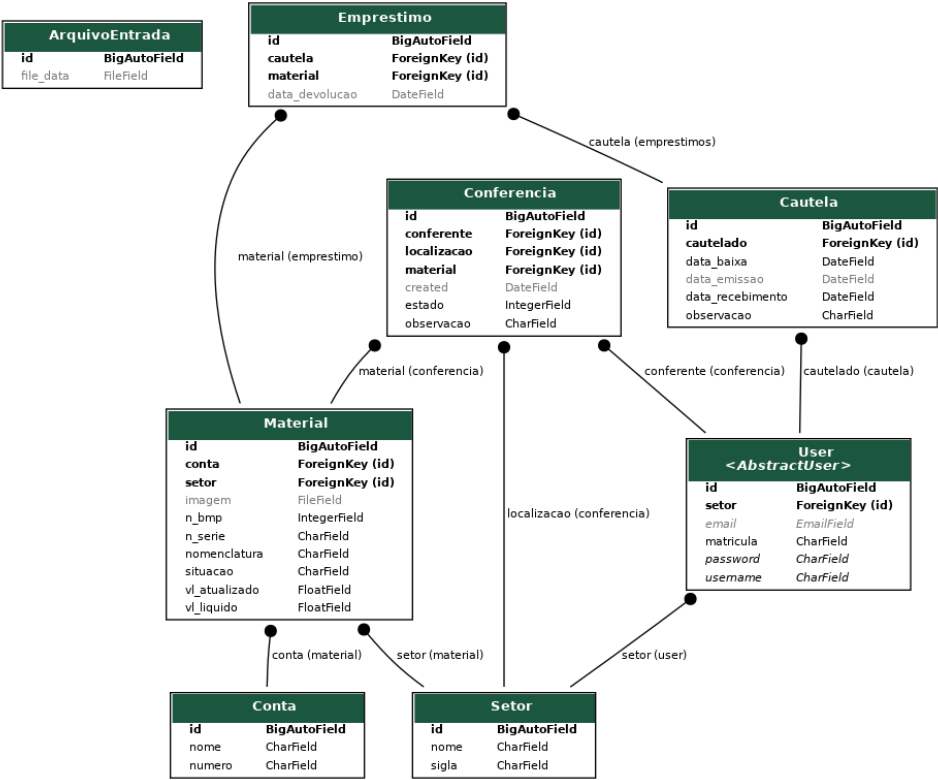 ArquivoEntrada
id BigAutoField
file_data FileField
Emprestimo
id BigAutoField
cautela ForeignKey (id)
material ForeignKey (id)
data_devolucao DateField
cautela (emprestimos)
material (emprestimo)
Conferencia
id BigAutoField
conferente ForeignKey (id)
localizacao ForeignKey (id)
material ForeignKey (id)
created DateField
estado IntegerField
observacao CharField
Cautela
id BigAutoField
cautelado ForeignKey (id)
data_baixa DateField
data_emissao DateField
data_recebimento DateField
observacao CharField
material (conferencia)
conferente (conferencia)
cautelado (cautela)
Material
id BigAutoField
conta ForeignKey (id)
setor ForeignKey (id)
imagem FileField
n_bmp IntegerField
n_serie CharField
nomenclatura CharField
situacao CharField
vl_atualizado FloatField
vl_liquido FloatField
localizacao (conferencia)
User
<AbstractUser>
id BigAutoField
setor ForeignKey (id)
email EmailField
matricula CharField
password CharField
username CharField
conta (material)
setor (material)
setor (user)
Conta
id BigAutoField
nome CharField
numero CharField
Setor
id BigAutoField
nome CharField
sigla CharField